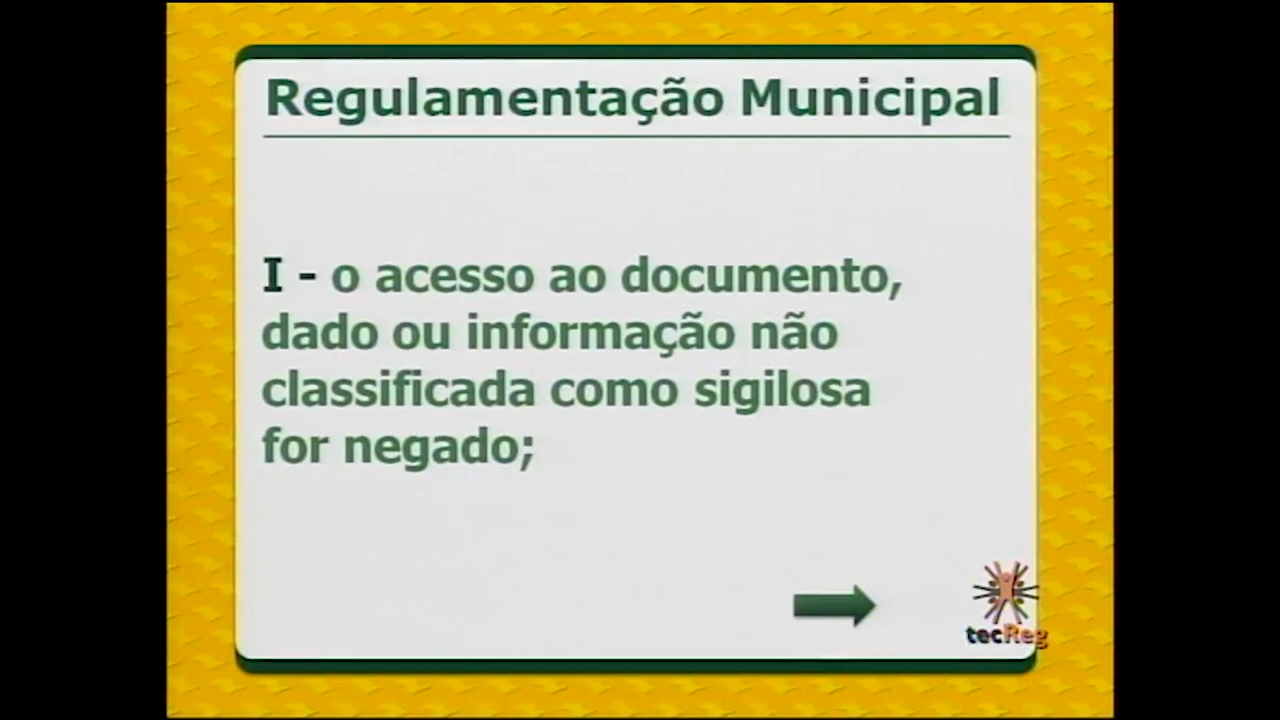 Regulamentação Municipal
I - o acesso ao documento,
dado ou informação não
classificada como sigilosa
for negado;
tecReg